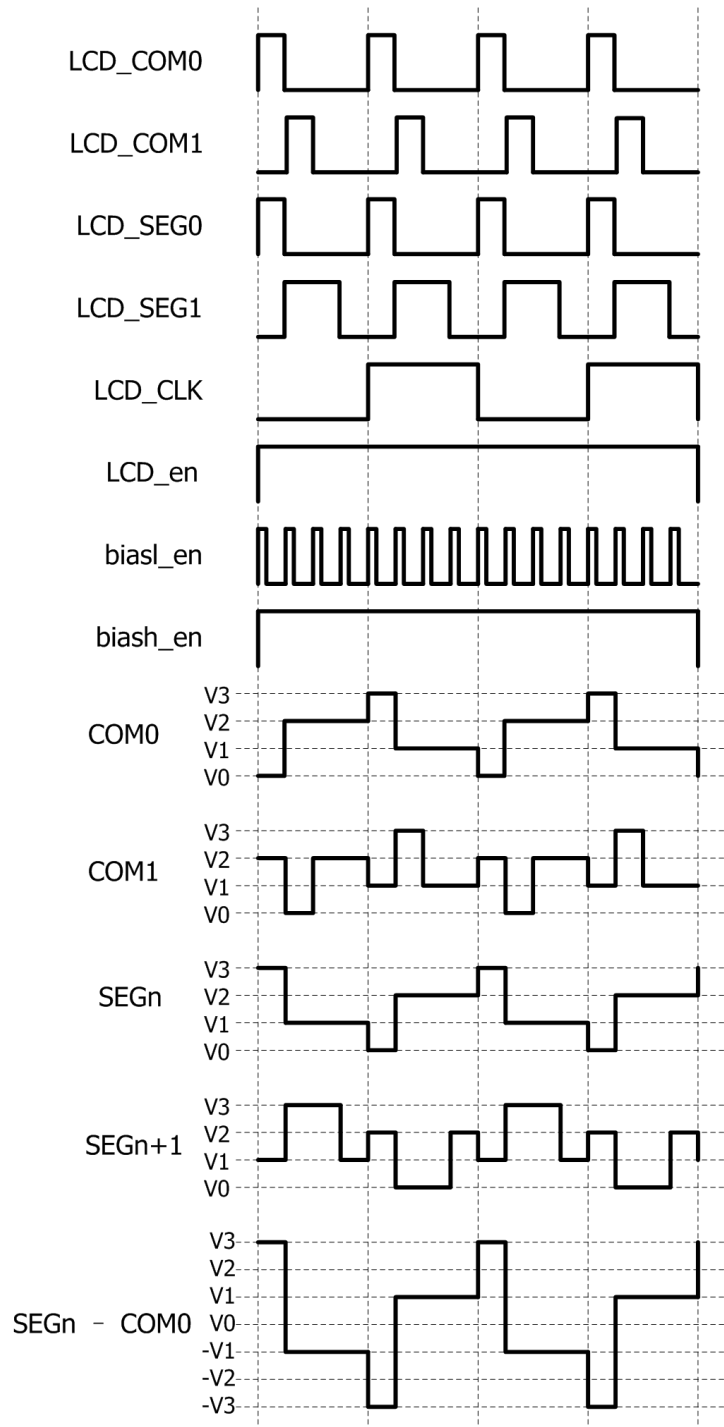 LCD_COM0
LCD_COM1
LCD_SEG0
LCD_SEG1
LCD_CLK
LCD_en
biasl_en
biash_en
COM0
V3
V2
V1
V0
COM1
V3
V2
V1
V0
SEGn
V3
V2
V1
V0
SEGn+1
V3
V2
V1
V0
SEGn - COM0
V3
V2
V1
V0
-V1
-V2
-V3